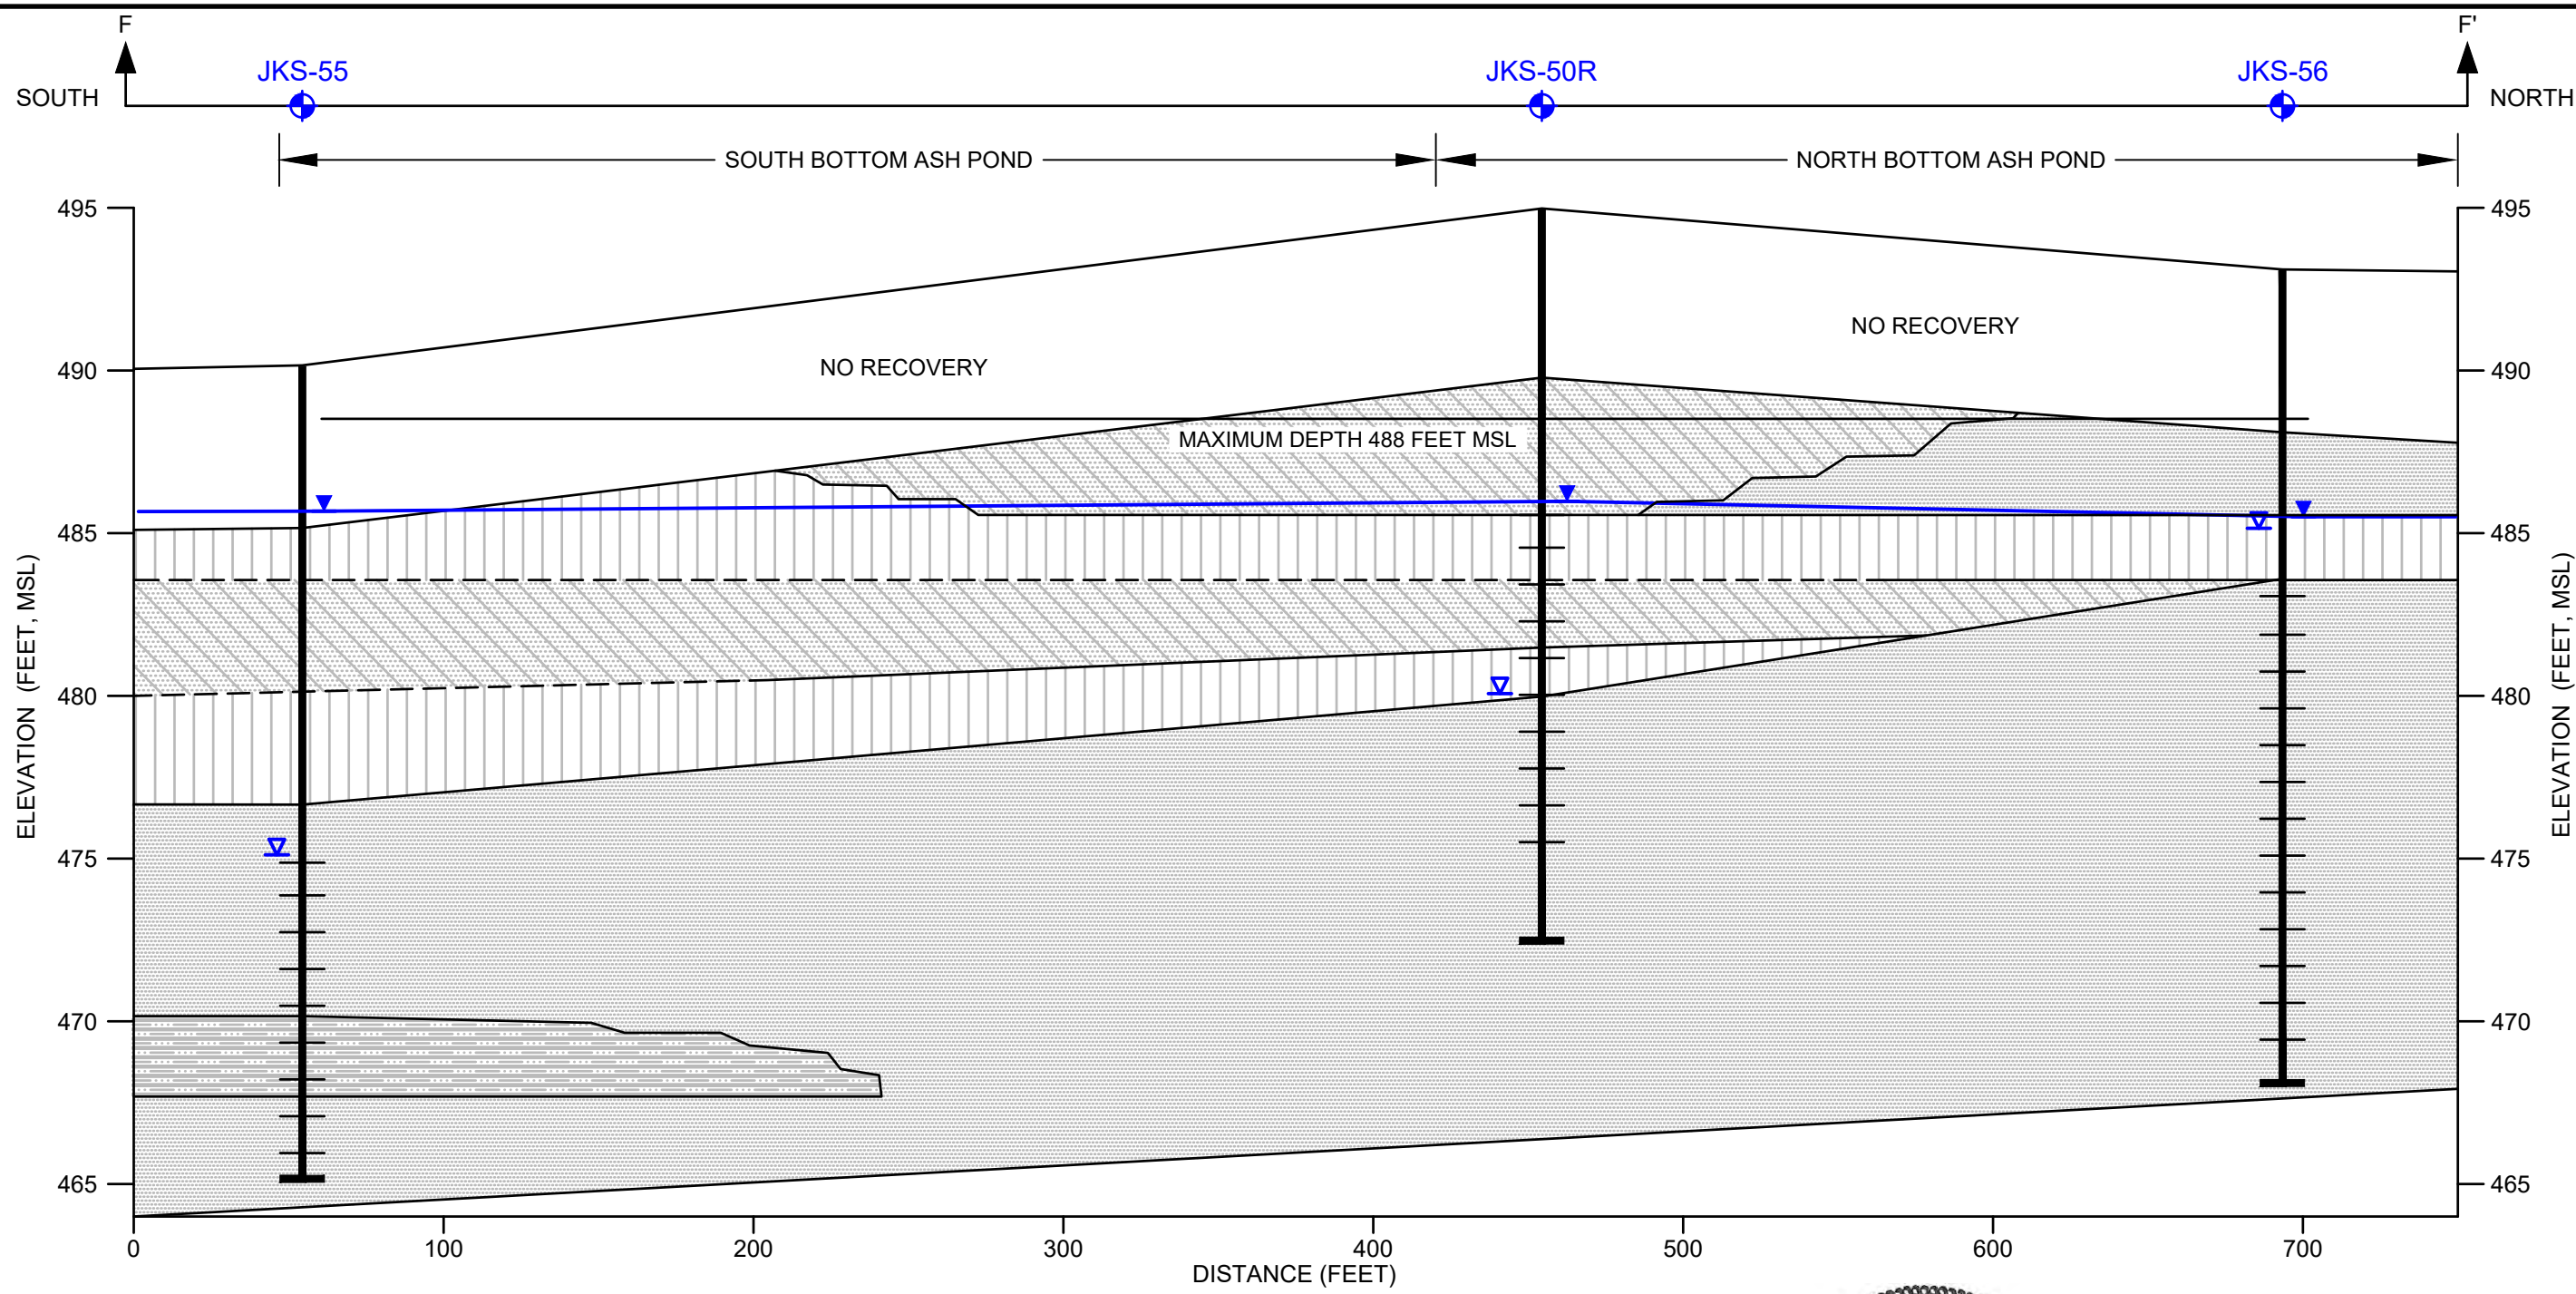 F F'
JKS-55 JKS-50R JKS-56
SOUTH NORTH
SOUTH BOTTOM ASH POND NORTH BOTTOM ASH POND
495 495
NO RECOVERY
NO RECOVERY
490 490
MAXIMUM DEPTH 488 FEET MSL
485 485
ELEVATION (FEET, MSL) ELEVATION (FEET, MSL)
480 480
475 475
470 470
465 465
0 100 200 300 400 500 600 700
DISTANCE (FEET)